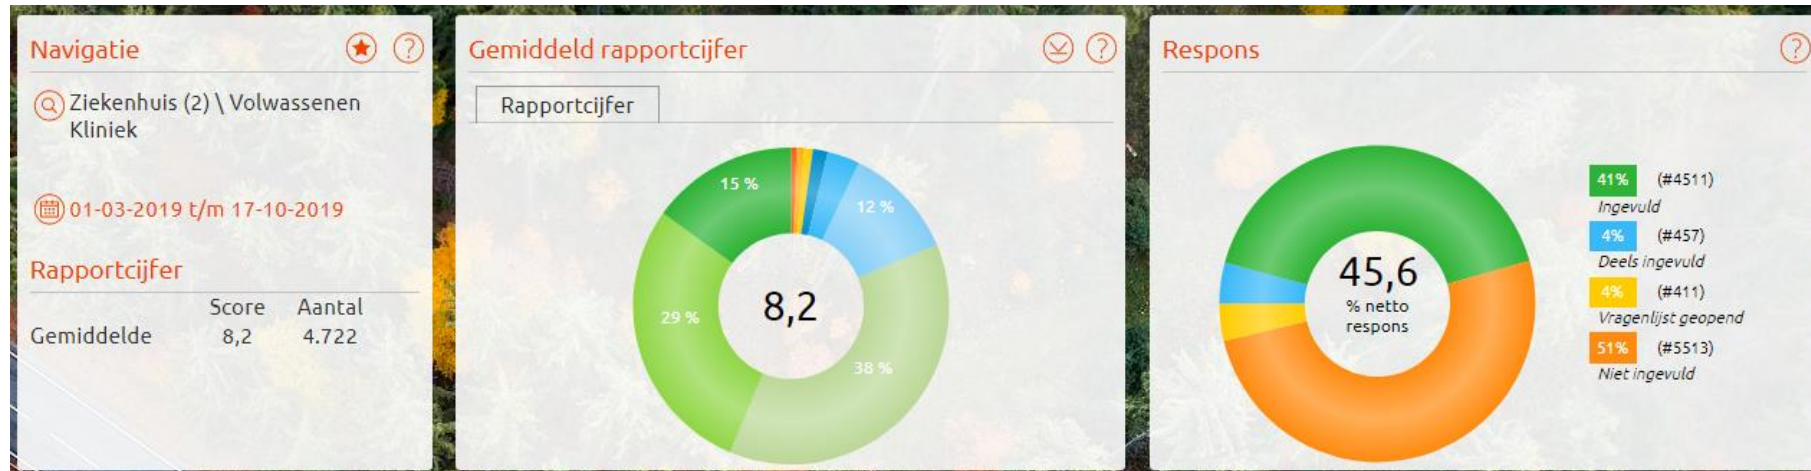 Navigatie
Ziekenhuis (2) \ Volwassenen
Kliniek
01-03-2019 t/m 17-10-2019
Rapportcijfer
Score Aantal
Gemiddelde 8,2 4.722
Gemiddeld rapportcijfer
Rapportcijfer
15 %
12 %
29 %
8,2
38 %
Respons
45,6
% netto
respons
41% (#4511)
Ingevuld
4% (#457)
Deels ingevuld
4% (#411)
Vragenlijst geopend
51% (#5513)
Niet ingevuld